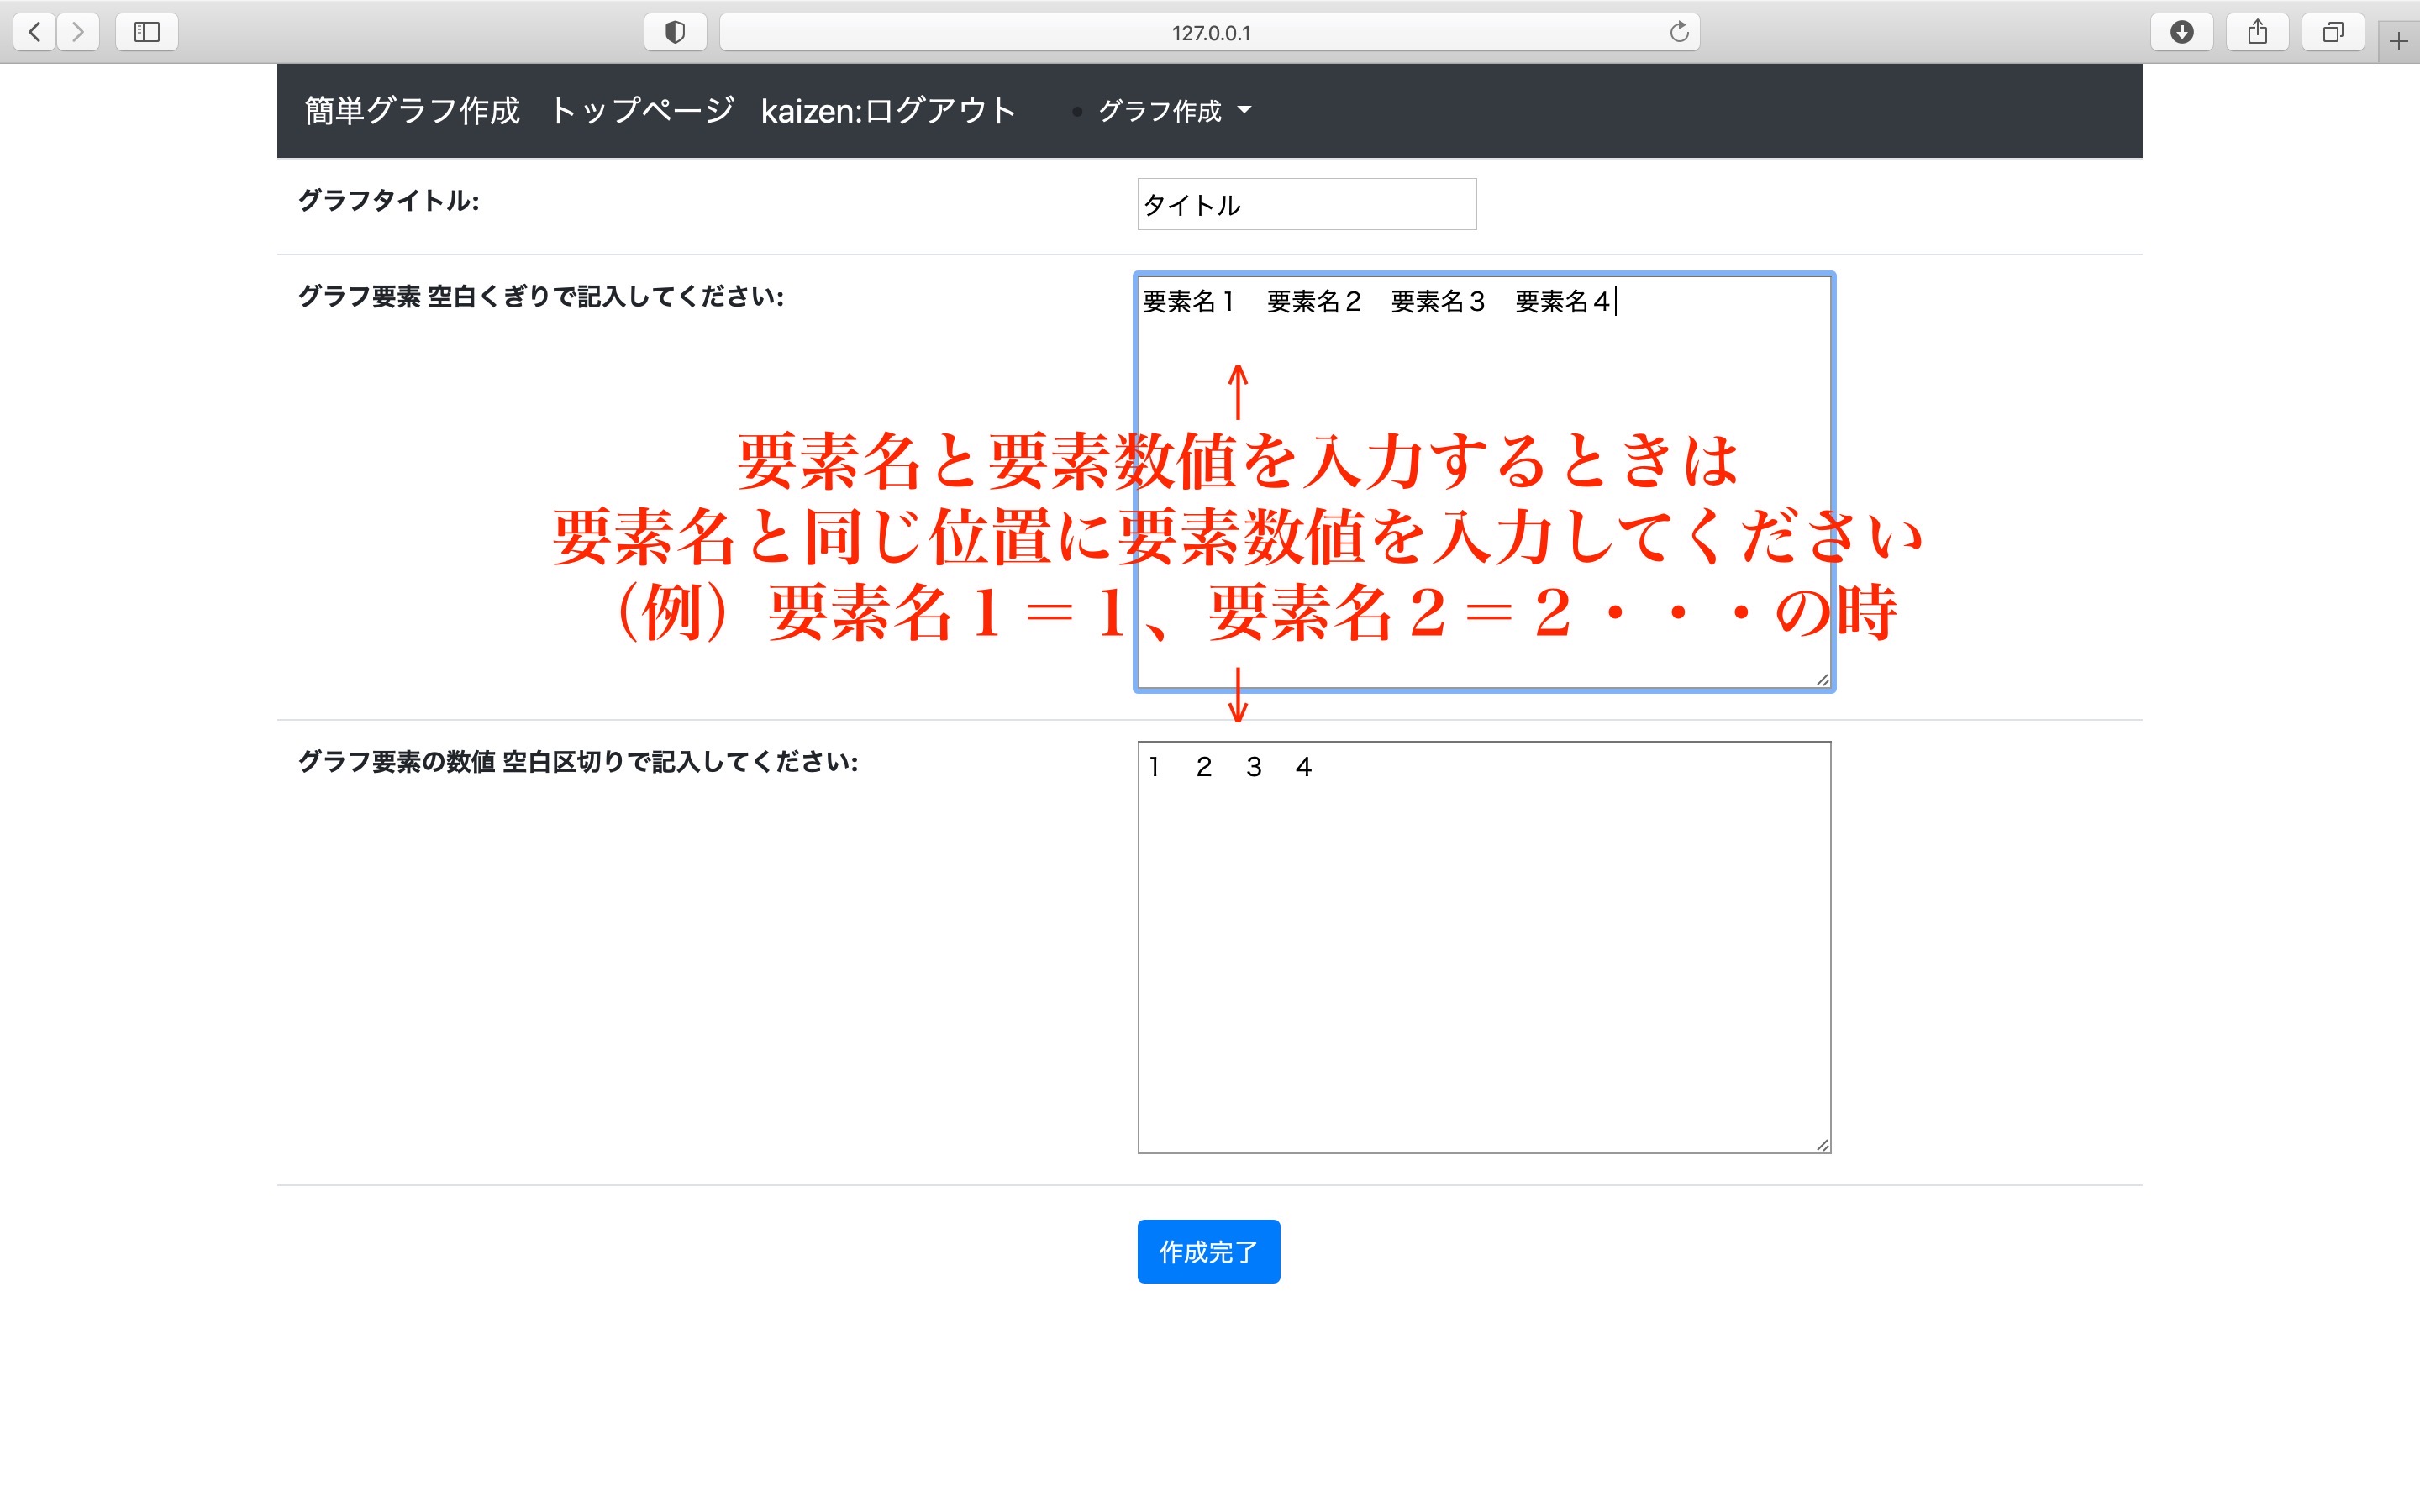 127.0.0.1
簡単グラフ作成 トップページ kaizen:ログアウト • グラフ作成
グラフタイトル: タイトル
グラフ要素 空白くぎりで記入してください: 要素名１　要素名２　要素名３　要素名４
要素名と要素数値を入力するときは
要素名と同じ位置に要素数値を入力してください
（例）要素名１＝１、要素名２＝２・・・の時
グラフ要素の数値 空白区切りで記入してください: １　２　３　４
作成完了